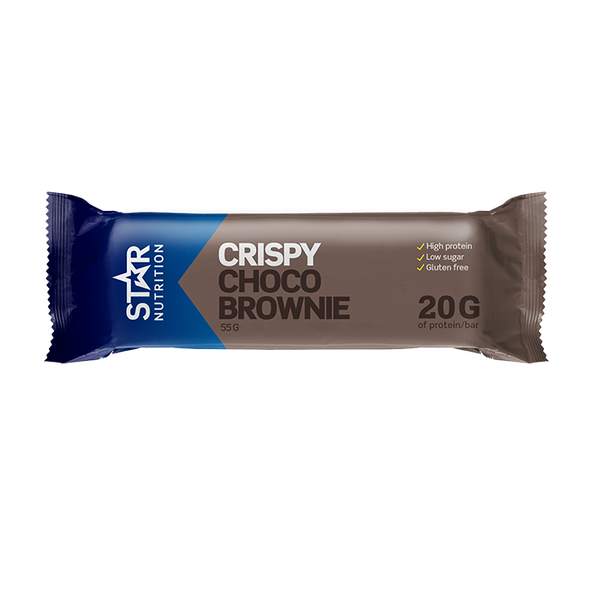 STAR
NUTRITION
CRISPY
CHOCO
BROWNIE
55 G
High protein
Low sugar
Gluten free
20 G
of protein/bar